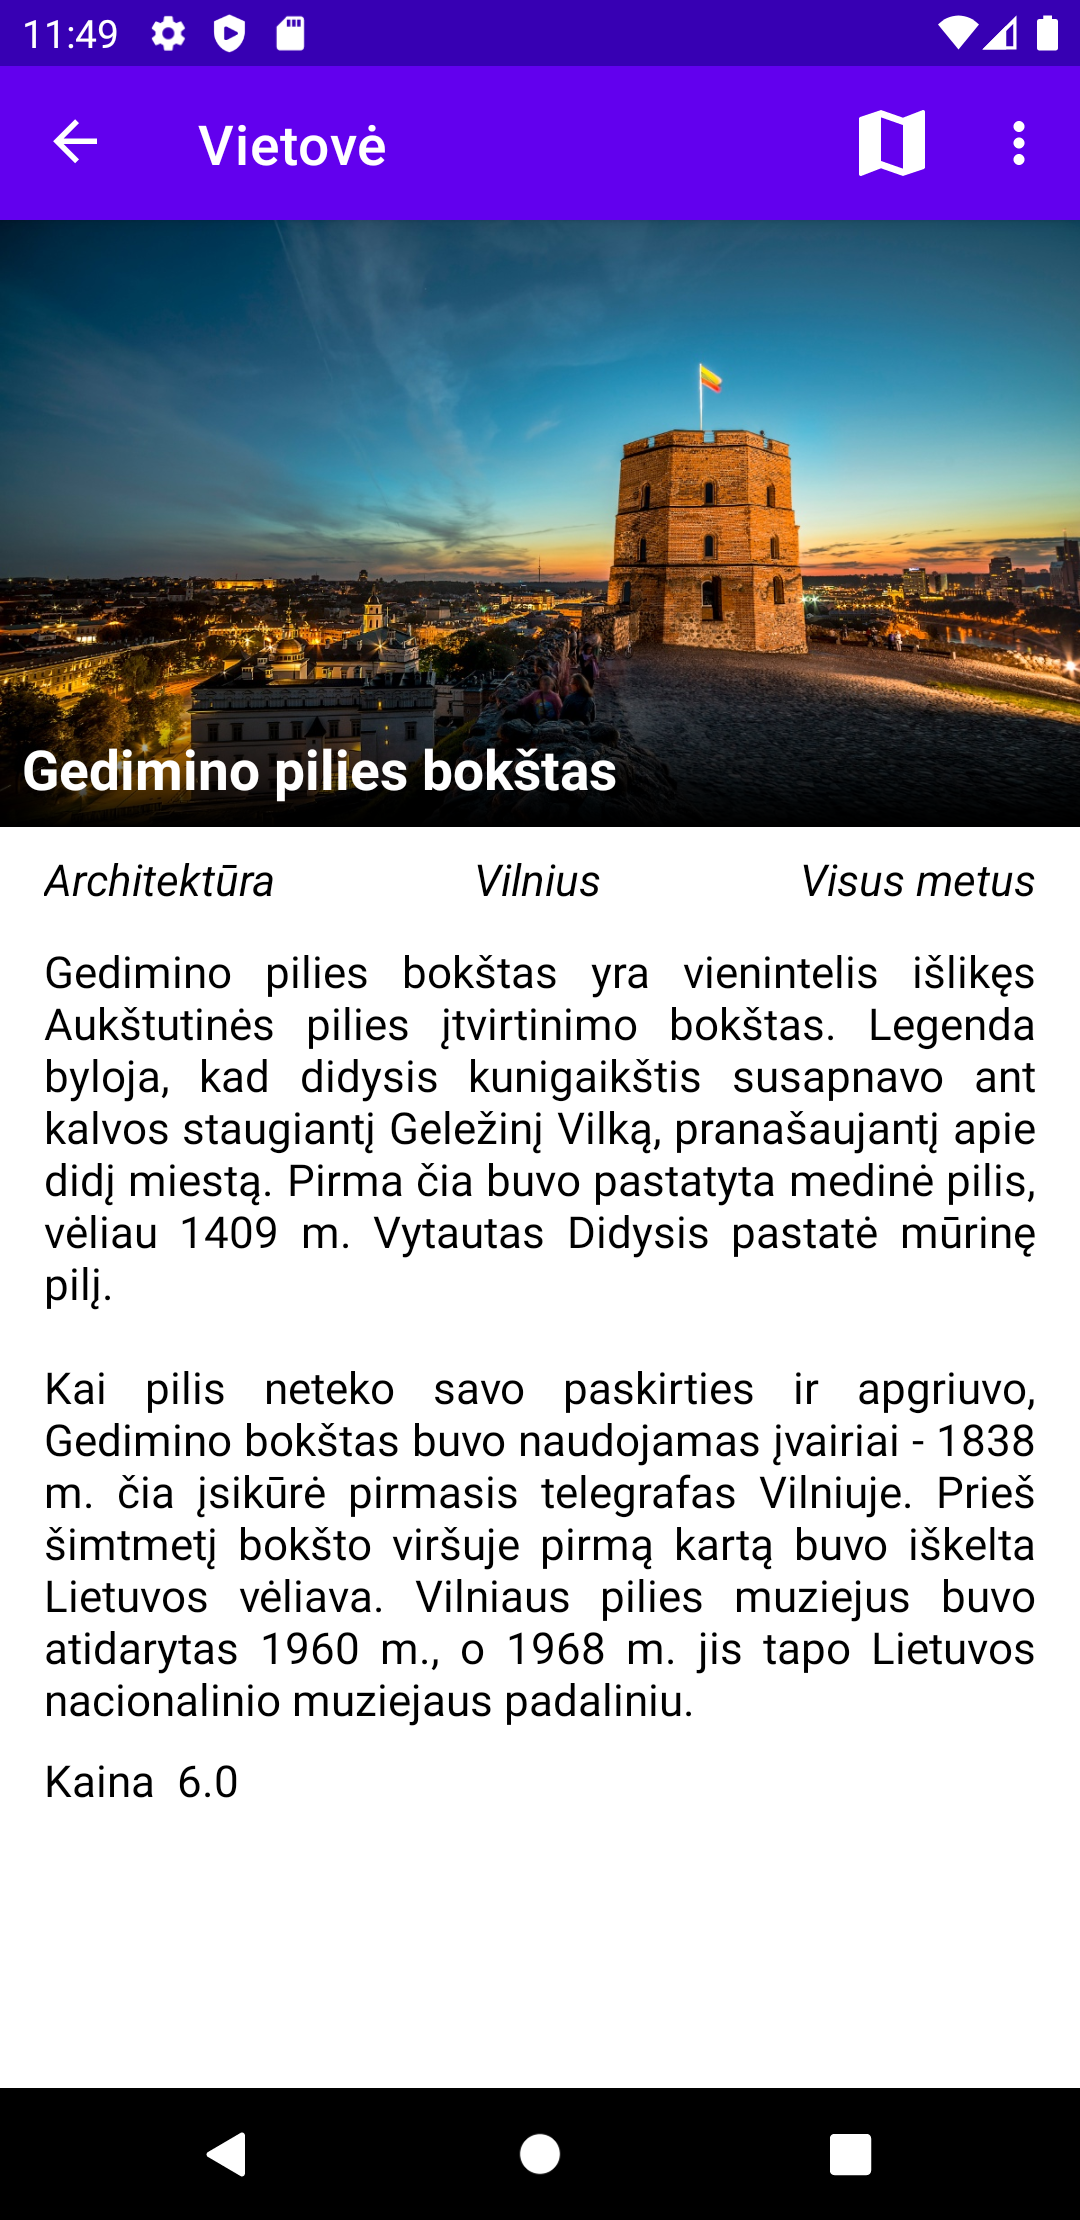 11:49
Vietovė
Gedimino pilies bokštas
Architektūra Vilnius Visus metus
Gedimino pilies bokštas yra vienintelis išlikęs
Aukštutinės pilies įtvirtinimo bokštas. Legenda
byloja, kad didysis kunigaikštis susapnavo ant
kalvos staugiantį Geležinį Vilką, pranašaujantį apie
didį miestą. Pirma čia buvo pastatyta medinė pilis,
vėliau 1409 m. Vytautas Didysis pastatė mūrinę
pilį.
Kai pilis neteko savo paskirties ir apgriuvo,
Gedimino bokštas buvo naudojamas įvairiai - 1838
m. čia įsikūrė pirmasis telegrafas Vilniuje. Prieš
šimtmetį bokšto viršuje pirmą kartą buvo iškelta
Lietuvos vėliava. Vilniaus pilies muziejus buvo
atidarytas 1960 m., o 1968 m. jis tapo Lietuvos
nacionalinio muziejaus padaliniu.
Kaina 6.0